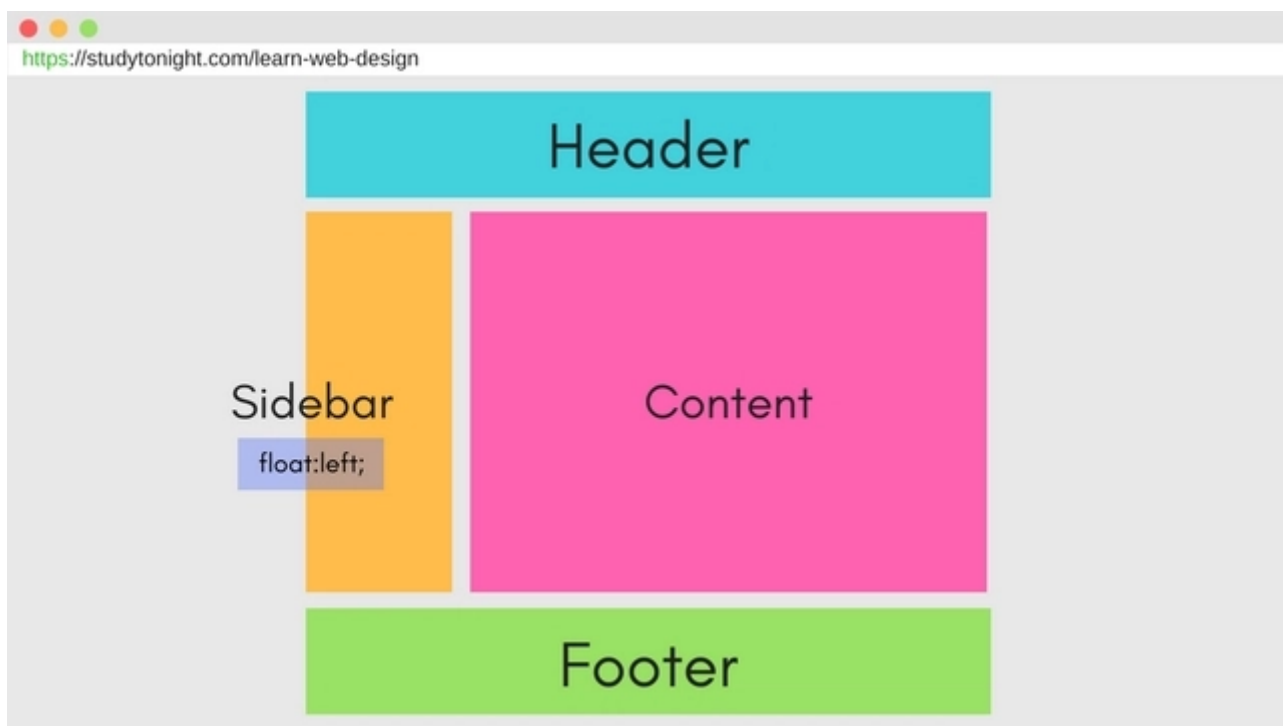 https://studytonight.com/learn-web-design
Header
Sidebar
float:left;
Content
Footer